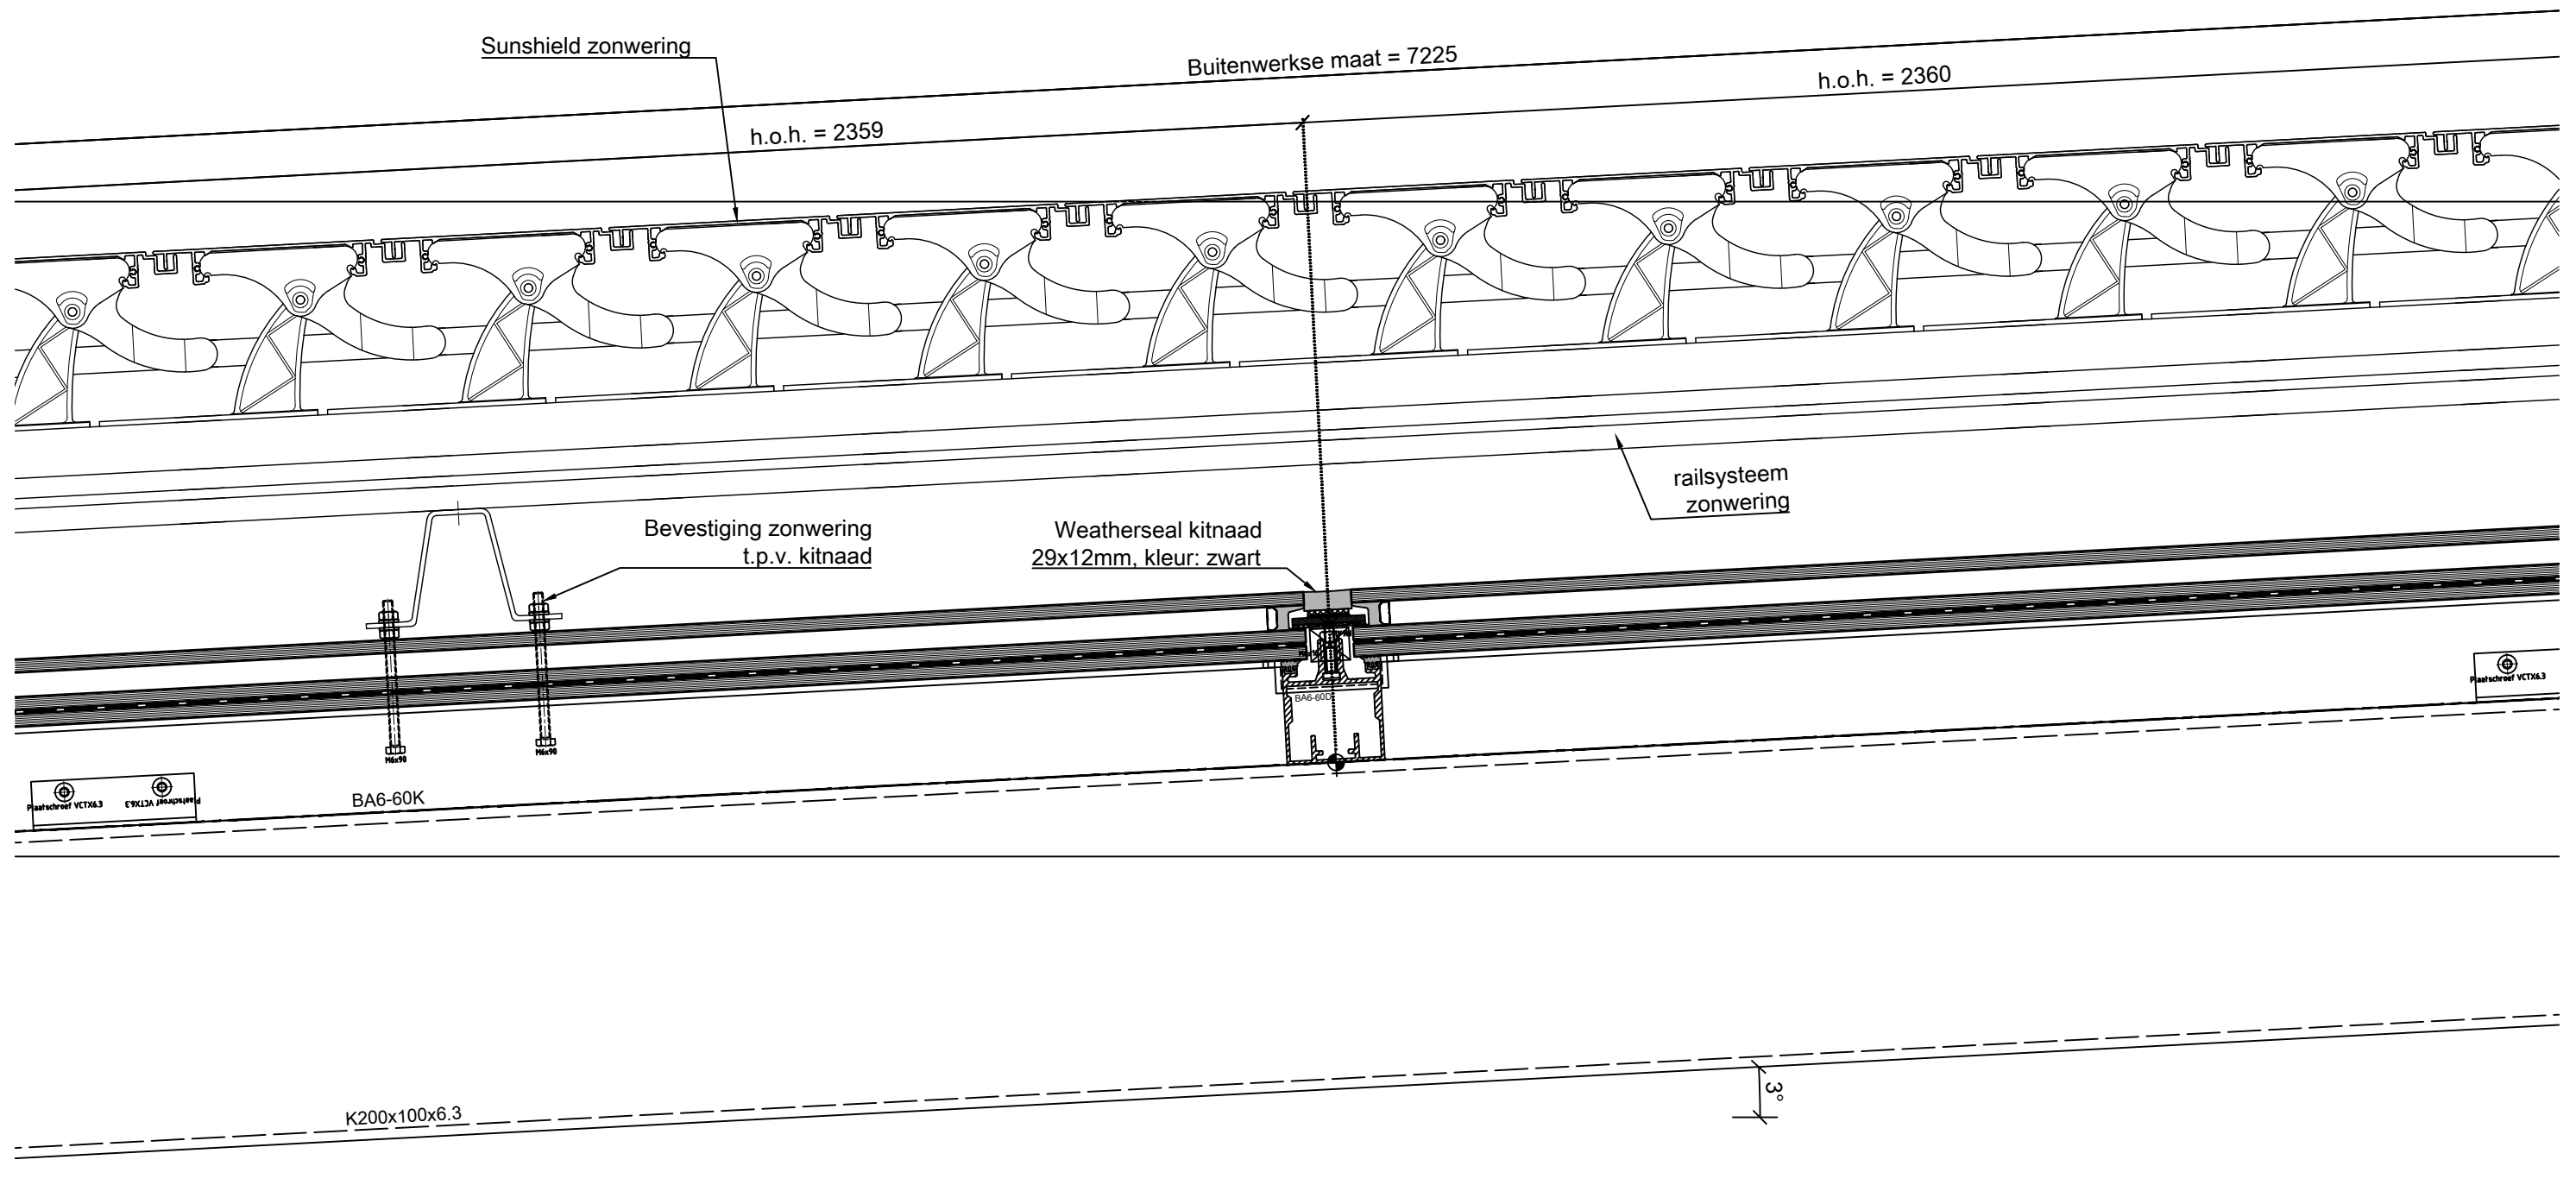 Sunshield zonwering
Buitenwerkse maat = 7225
h.o.h. = 2360
h.o.h. = 2359
railsysteem
zonwering
Bevestiging zonwering
t.p.v. kitnaad
Weatherseal kitnaad
29x12mm, kleur: zwart
Plaatschroef VCTX6.3
BA6-60D
M6x90
M6x90
Plaatschroef VCTX6.3
Plaatschroef VCTX6.3
BA6-60K
3°
K200x100x6.3